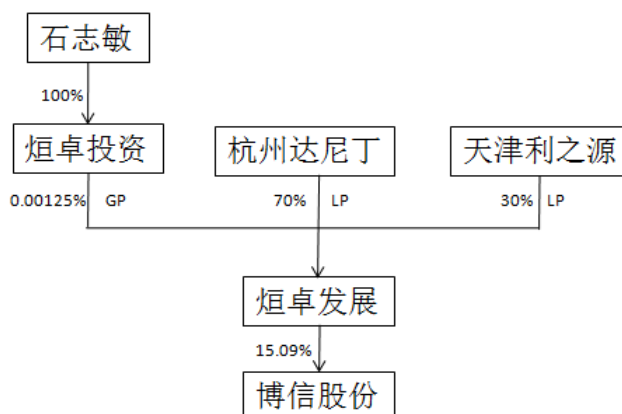 石志敏
100%
烜卓投资
杭州达尼丁
天津利之源
0.00125% GP
70% LP
30% LP
烜卓发展
15.09%
博信股份